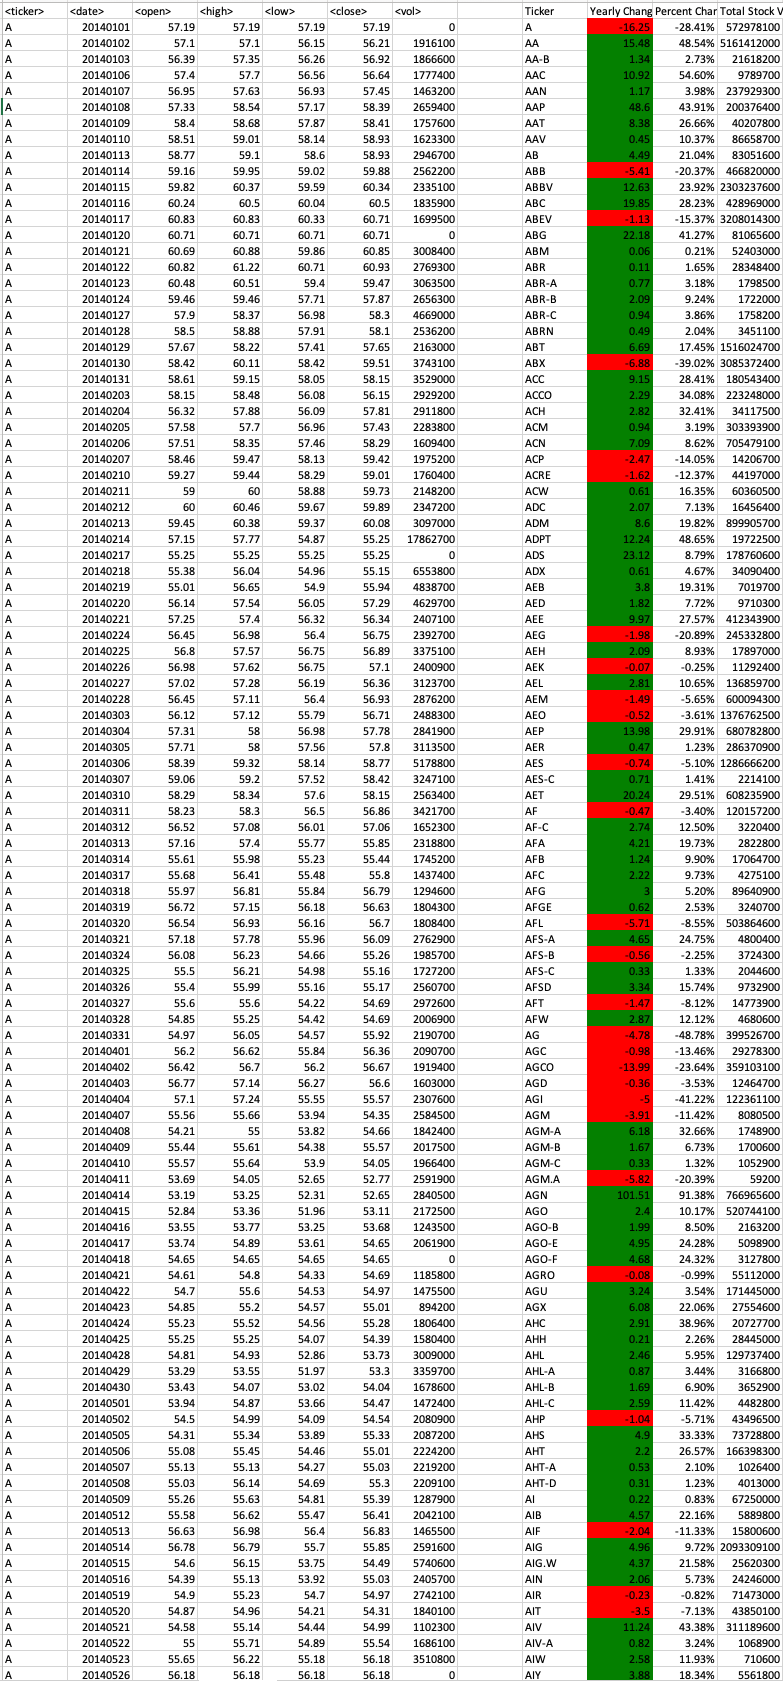 <ticker> <date> <open> <high> <low> <close> <vol> Ticker Yearly Chang Percent Char Total Stock V
A 20140101 57.19 57.19 57.19 57.19 0 A -16.25 -28.41% 572978100
A 20140102 57.1 57.1 56.15 56.21 1916100 AA 15.48 48.54% 5161412000
A 20140103 56.39 57.35 56.26 56.92 1866600 AA-B 1.34 2.73% 21618200
A 20140106 57.4 57.7 56.56 56.64 1777400 AAC 10.92 54.60% 9789700
A 20140107 56.95 57.63 56.93 57.45 1463200 AAN 1.17 3.98% 237929300
A 20140108 57.33 58.54 57.17 58.39 2659400 AAP 48.6 43.91% 200376400
A 20140109 58.4 58.68 57.87 58.41 1757600 AAT 8.38 26.66% 40207800
A 20140110 58.51 59.01 58.14 58.93 1623300 AAV 0.45 10.37% 86658700
A 20140113 58.77 59.1 58.6 58.93 2946700 AB 4.49 21.04% 83051600
A 20140114 59.16 59.95 59.02 59.88 2562200 ABB -5.41 -20.37% 466820000
A 20140115 59.82 60.37 59.59 60.34 2335100 ABBV 12.63 23.92% 2303237600
A 20140116 60.24 60.5 60.04 60.5 1835900 ABC 19.85 28.23% 428969000
A 20140117 60.83 60.83 60.33 60.71 1699500 ABEV -1.13 -15.37% 3208014300
A 20140120 60.71 60.71 60.71 60.71 0 ABG 22.18 41.27% 81065600
A 20140121 60.69 60.88 59.86 60.85 3008400 ABM 0.06 0.21% 52403000
A 20140122 60.82 61.22 60.71 60.93 2769300 ABR 0.11 1.65% 28348400
A 20140123 60.48 60.51 59.4 59.47 3063500 ABR-A 0.77 3.18% 1798500
A 20140124 59.46 59.46 57.71 57.87 2656300 ABR-B 2.09 9.24% 1722000
A 20140127 57.9 58.37 56.98 58.3 4669000 ABR-C 0.94 3.86% 1758200
A 20140128 58.5 58.88 57.91 58.1 2536200 ABRN 0.49 2.04% 3451100
A 20140129 57.67 58.22 57.41 57.65 2163000 ABT 6.69 17.45% 1516024700
A 20140130 58.42 60.11 58.42 59.51 3743100 ABX -6.88 -39.02% 3085372400
A 20140131 58.61 59.15 58.05 58.15 3529000 ACC 9.15 28.41% 180543400
A 20140203 58.15 58.48 56.08 56.15 2929200 ACCO 2.29 34.08% 223248000
A 20140204 56.32 57.88 56.09 57.81 2911800 ACH 2.82 32.41% 34117500
A 20140205 57.58 57.7 56.96 57.43 2283800 ACM 0.94 3.19% 303393900
A 20140206 57.51 58.35 57.46 58.29 1609400 ACN 7.09 8.62% 705479100
A 20140207 58.46 59.47 58.13 59.42 1975200 ACP -2.47 -14.05% 14206700
A 20140210 59.27 59.44 58.29 59.01 1760400 ACRE -1.62 -12.37% 44197000
A 20140211 59 60 58.88 59.73 2148200 ACW 0.61 16.35% 60360500
A 20140212 60 60.46 59.67 59.89 2347200 ADC 2.07 7.13% 16456400
A 20140213 59.45 60.38 59.37 60.08 3097000 ADM 8.6 19.82% 899905700
A 20140214 57.15 57.77 54.87 55.25 17862700 ADPT 12.24 48.65% 19722500
A 20140217 55.25 55.25 55.25 55.25 0 ADS 23.12 8.79% 178760600
A 20140218 55.38 56.04 54.96 55.15 6553800 ADX 0.61 4.67% 34090400
A 20140219 55.01 56.65 54.9 55.94 4838700 AEB 3.8 19.31% 7019700
A 20140220 56.14 57.54 56.05 57.29 4629700 AED 1.82 7.72% 9710300
A 20140221 57.25 57.4 56.32 56.34 2407100 AEE 9.97 27.57% 412343900
A 20140224 56.45 56.98 56.4 56.75 2392700 AEG -1.98 -20.89% 245332800
A 20140225 56.8 57.57 56.75 56.89 3375100 AEH 2.09 8.93% 17897000
A 20140226 56.98 57.62 56.75 57.1 2400900 AEK -0.07 -0.25% 11292400
A 20140227 57.02 57.28 56.19 56.36 3123700 AEL 2.81 10.65% 136859700
A 20140228 56.45 57.11 56.4 56.93 2876200 AEM -1.49 -5.65% 600094300
A 20140303 56.12 57.12 55.79 56.71 2488300 AEO -0.52 -3.61% 1376762500
A 20140304 57.31 58 56.98 57.78 2841900 AEP 13.98 29.91% 680782800
A 20140305 57.71 58 57.56 57.8 3113500 AER 0.47 1.23% 286370900
A 20140306 58.39 59.32 58.14 58.77 5178800 AES -0.74 -5.10% 1286666200
A 20140307 59.06 59.2 57.52 58.42 3247100 AES-C 0.71 1.41% 2214100
A 20140310 58.29 58.34 57.6 58.15 2563400 AET 20.24 29.51% 608235900
A 20140311 58.23 58.3 56.5 56.86 3421700 AF -0.47 -3.40% 120157200
A 20140312 56.52 57.08 56.01 57.06 1652300 AF-C 2.74 12.50% 3220400
A 20140313 57.16 57.4 55.77 55.85 2318800 AFA 4.21 19.73% 2822800
A 20140314 55.61 55.98 55.23 55.44 1745200 AFB 1.24 9.90% 17064700
A 20140317 55.68 56.41 55.48 55.8 1437400 AFC 2.22 9.73% 4275100
A 20140318 55.97 56.81 55.84 56.79 1294600 AFG 3 5.20% 89640900
A 20140319 56.72 57.15 56.18 56.63 1804300 AFGE 0.62 2.53% 3240700
A 20140320 56.54 56.93 56.16 56.7 1808400 AFL -5.71 -8.55% 503864600
A 20140321 57.18 57.78 55.96 56.09 2762900 AFS-A 4.65 24.75% 4800400
A 20140324 56.08 56.23 54.66 55.26 1985700 AFS-B -0.56 -2.25% 3724300
A 20140325 55.5 56.21 54.98 55.16 1727200 AFS-C 0.33 1.33% 2044600
A 20140326 55.4 55.99 55.16 55.17 2560700 AFSD 3.34 15.74% 9732900
A 20140327 55.6 55.6 54.22 54.69 2972600 AFT -1.47 -8.12% 14773900
A 20140328 54.85 55.25 54.42 54.69 2006900 AFW 2.87 12.12% 4680600
A 20140331 54.97 56.05 54.57 55.92 2190700 AG -4.78 -48.78% 399526700
A 20140401 56.2 56.62 55.84 56.36 2090700 AGC -0.98 -13.46% 29278300
A 20140402 56.42 56.7 56.2 56.67 1919400 AGCO -13.99 -23.64% 359103100
A 20140403 56.77 57.14 56.27 56.6 1603000 AGD -0.36 -3.53% 12464700
A 20140404 57.1 57.24 55.55 55.57 2307600 AGI -5 -41.22% 122361100
A 20140407 55.56 55.66 53.94 54.35 2584500 AGM -3.91 -11.42% 8080500
A 20140408 54.21 55 53.82 54.66 1842400 AGM-A 6.18 32.66% 1748900
A 20140409 55.44 55.61 54.38 55.57 2017500 AGM-B 1.67 6.73% 1700600
A 20140410 55.57 55.64 53.9 54.05 1966400 AGM-C 0.33 1.32% 1052900
A 20140411 53.69 54.05 52.65 52.77 2591900 AGM.A -5.82 -20.39% 59200
A 20140414 53.19 53.25 52.31 52.65 2840500 AGN 101.51 91.38% 766965600
A 20140415 52.84 53.36 51.96 53.11 2172500 AGO 2.4 10.17% 520744100
A 20140416 53.55 53.77 53.25 53.68 1243500 AGO-B 1.99 8.50% 2163200
A 20140417 53.74 54.89 53.61 54.65 2061900 AGO-E 4.95 24.28% 5098900
A 20140418 54.65 54.65 54.65 54.65 0 AGO-F 4.68 24.32% 3127800
A 20140421 54.61 54.8 54.33 54.69 1185800 AGRO -0.08 -0.99% 55112000
A 20140422 54.7 55.6 54.53 54.97 1475500 AGU 3.24 3.54% 171445000
A 20140423 54.85 55.2 54.57 55.01 894200 AGX 6.08 22.06% 27554600
A 20140424 55.23 55.52 54.56 55.28 1806400 AHC 2.91 38.96% 20727700
A 20140425 55.25 55.25 54.07 54.39 1580400 AHH 0.21 2.26% 28445000
A 20140428 54.81 54.93 52.86 53.73 3009000 AHL 2.46 5.95% 129737400
A 20140429 53.29 53.55 51.97 53.3 3359700 AHL-A 0.87 3.44% 3166800
A 20140430 53.43 54.07 53.02 54.04 1678600 AHL-B 1.69 6.90% 3652900
A 20140501 53.94 54.87 53.66 54.47 1472400 AHL-C 2.59 11.42% 4482800
A 20140502 54.5 54.99 54.09 54.54 2080900 AHP -1.04 -5.71% 43496500
A 20140505 54.31 55.34 53.89 55.33 2087200 AHS 4.9 33.33% 73728800
A 20140506 55.08 55.45 54.46 55.01 2224200 AHT 2.2 26.57% 166398300
A 20140507 55.13 55.13 54.27 55.03 2219200 AHT-A 0.53 2.10% 1026400
A 20140508 55.03 56.14 54.69 55.3 2209100 AHT-D 0.31 1.23% 4013000
A 20140509 55.26 55.63 54.81 55.39 1287900 AI 0.22 0.83% 67250000
A 20140512 55.58 56.62 55.47 56.41 2042100 AIB 4.57 22.16% 5889800
A 20140513 56.63 56.98 56.4 56.83 1465500 AIF -2.04 -11.33% 15800600
A 20140514 56.78 56.79 55.7 55.85 2591600 AIG 4.96 9.72% 2093309100
A 20140515 54.6 56.15 53.75 54.49 5740600 AIG.W 4.37 21.58% 25620300
A 20140516 54.39 55.13 53.92 55.03 2405700 AIN 2.06 5.73% 24246000
A 20140519 54.9 55.23 54.7 54.97 2742100 AIR -0.23 -0.82% 71473000
A 20140520 54.87 54.96 54.21 54.31 1840100 AIT -3.5 -7.13% 43850100
A 20140521 54.58 55.14 54.44 54.99 1102300 AIV 11.24 43.38% 311189600
A 20140522 55 55.71 54.89 55.54 1686100 AIV-A 0.82 3.24% 1068900
A 20140523 55.65 56.22 55.18 56.18 3510800 AIW 2.58 11.93% 710600
A 20140526 56.18 56.18 56.18 56.18 0 AIY 3.88 18.34% 5561800